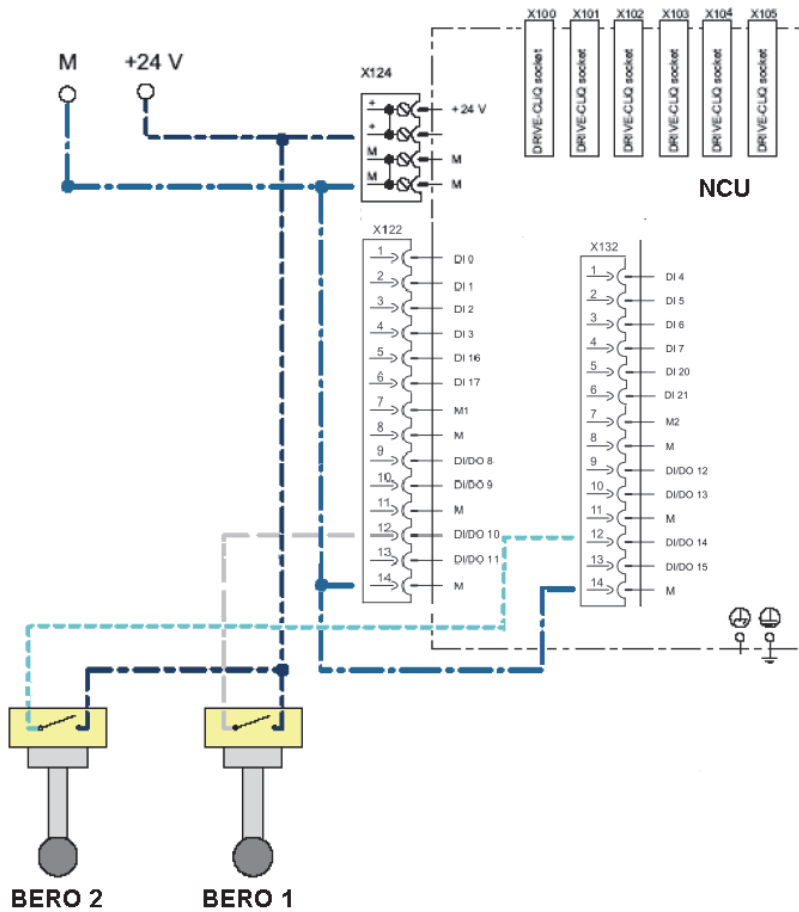 X100 X101 X102 X103 X104 X105
DRIVE-CLiQ socket
DRIVE-CLiQ socket
DRIVE-CLiQ socket
DRIVE-CLiQ socket
DRIVE-CLiQ socket
DRIVE-CLiQ socket
NCU
M
+24 V
X124
+ +24 V
+
M M
M M
X122
1 DI 0
2 DI 1
3 DI 2
4 DI 3
5 DI 16
6 DI 17
7 M1
8 M
9 DI/DO 8
10 DI/DO 9
11 M
12 DI/DO 10
13 DI/DO 11
14 M
X132
1 DI 4
2 DI 5
3 DI 6
4 DI 7
5 DI 20
6 DI 21
7 M2
8 M
9 DI/DO 12
10 DI/DO 13
11 M
12 DI/DO 14
13 DI/DO 15
14 M
BERO 2
BERO 1